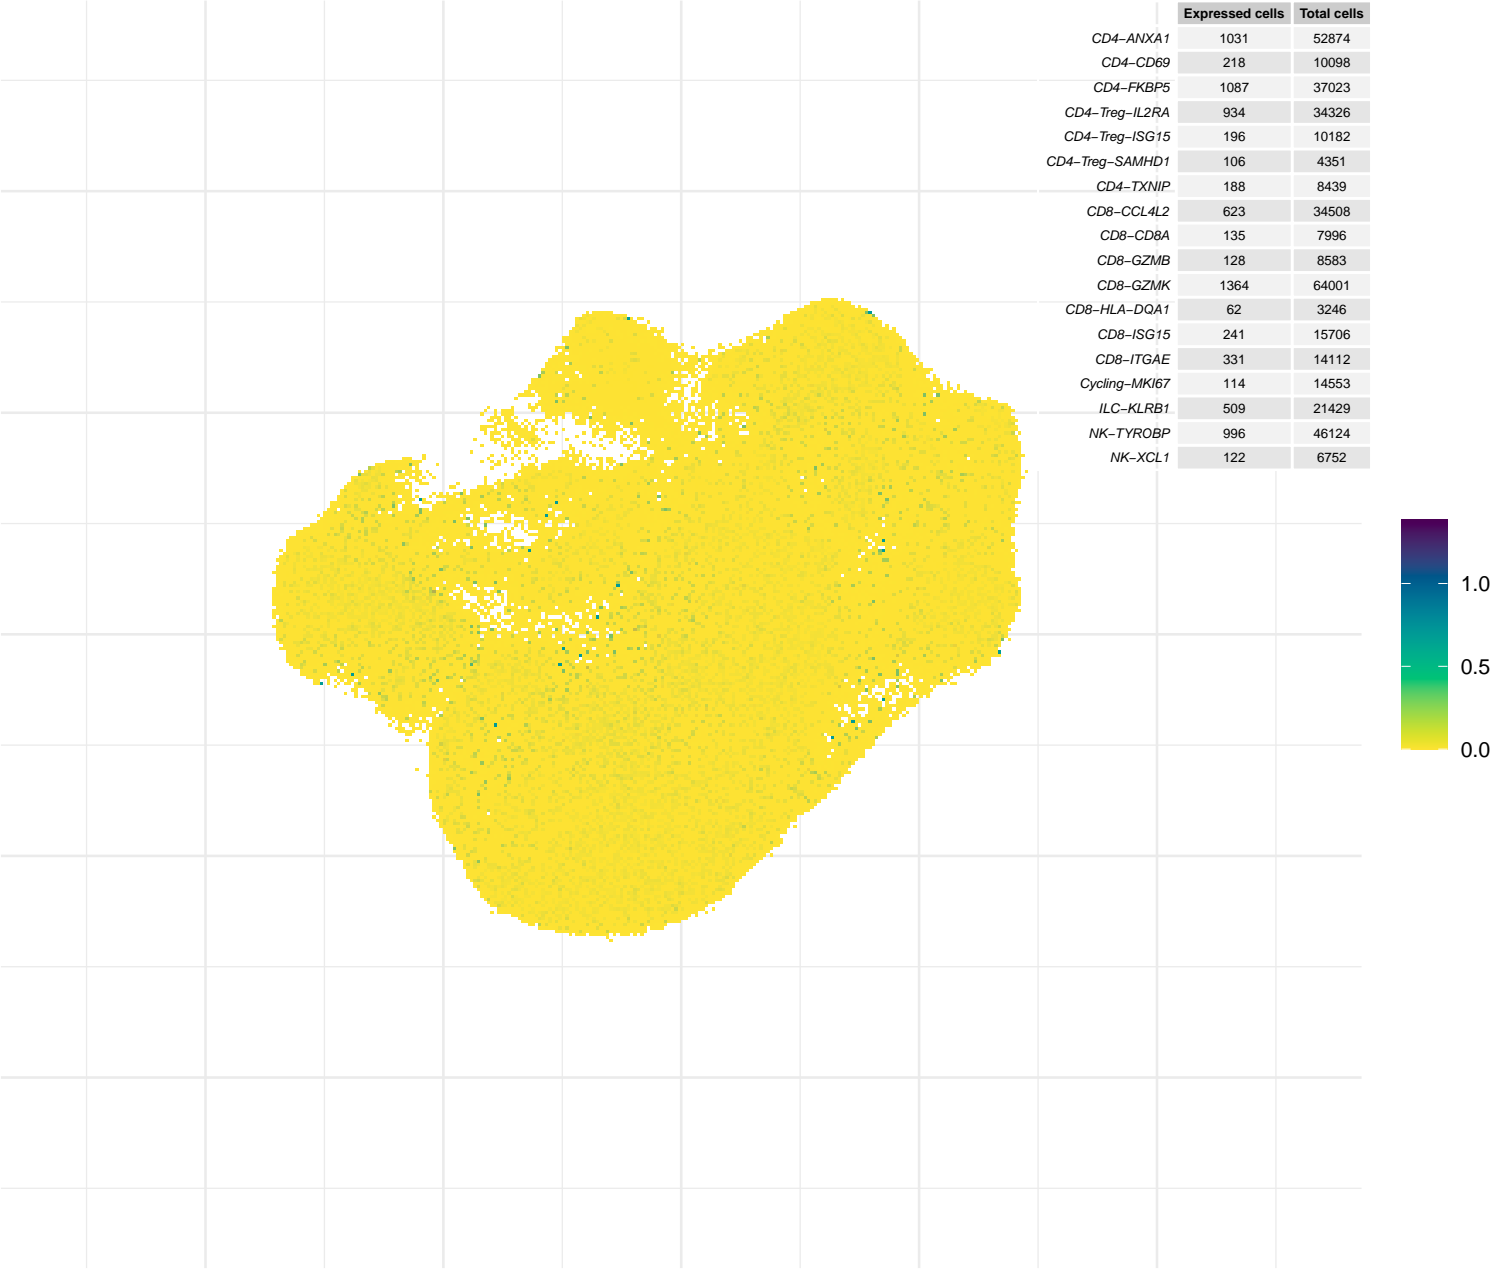 Expressed cells Total cells
CD4−ANXA1 1031 52874
CD4−CD69 218 10098
CD4−FKBP5 1087 37023
CD4−Treg−IL2RA 934 34326
CD4−Treg−ISG15 196 10182
CD4−Treg−SAMHD1 106 4351
CD4−TXNIP 188 8439
CD8−CCL4L2 623 34508
CD8−CD8A 135 7996
CD8−GZMB 128 8583
CD8−GZMK 1364 64001
CD8−HLA−DQA1 62 3246
CD8−ISG15 241 15706
CD8−ITGAE 331 14112
Cycling−MKI67 114 14553
ILC−KLRB1 509 21429
NK−TYROBP 996 46124
NK−XCL1 122 6752
1.0
0.5
0.0